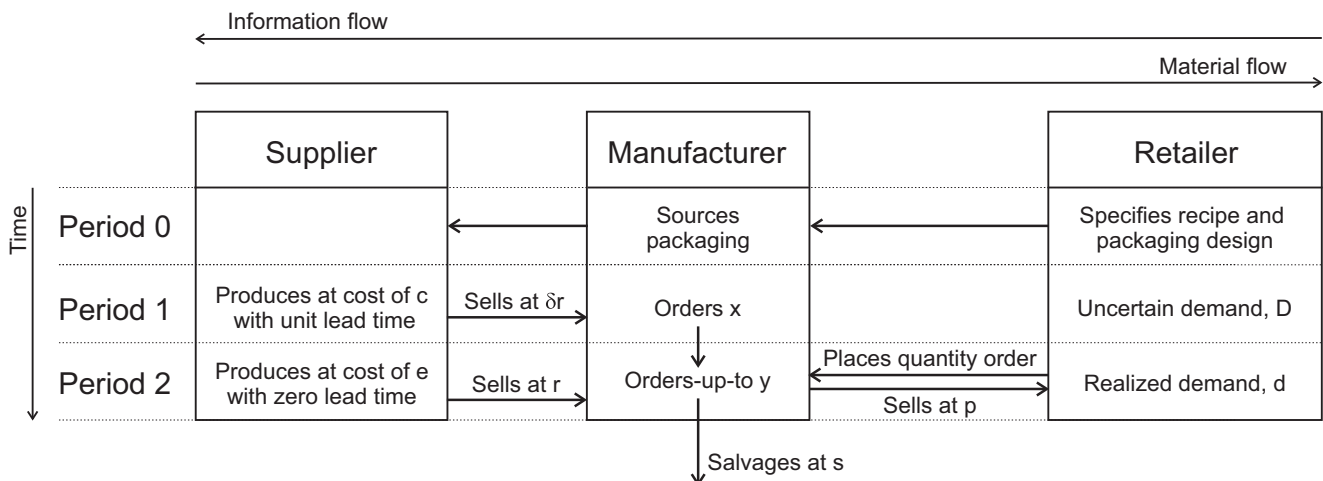 Information flow
Material flow
Supplier
Manufacturer
Retailer
Time
Period 0
Sources
packaging
Specifies recipe and
packaging design
Period 1
Produces at cost of c
with unit lead time
Sells at δr
Orders x
Uncertain demand, D
Period 2
Produces at cost of e
with zero lead time
Sells at r
Orders-up-to y
Places quantity order
Sells at p
Realized demand, d
Salvages at s